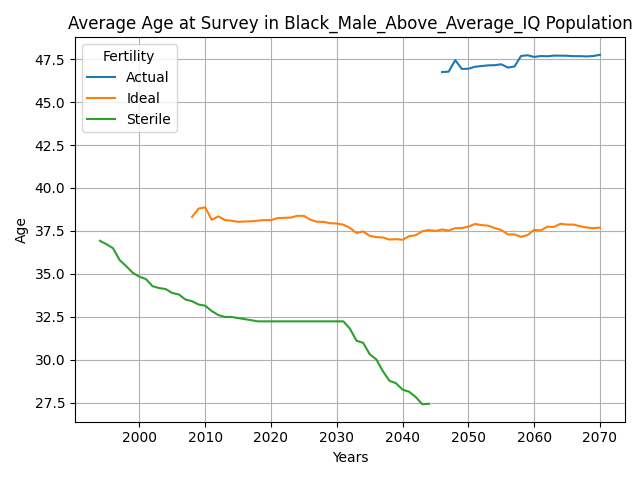 Average Age at Survey in Black_Male_Above_Average_IQ Population
Fertility
Actual
Ideal
Sterile
Age
47.5
45.0
42.5
40.0
37.5
35.0
32.5
30.0
27.5
2000 2010 2020 2030 2040 2050 2060 2070
Years